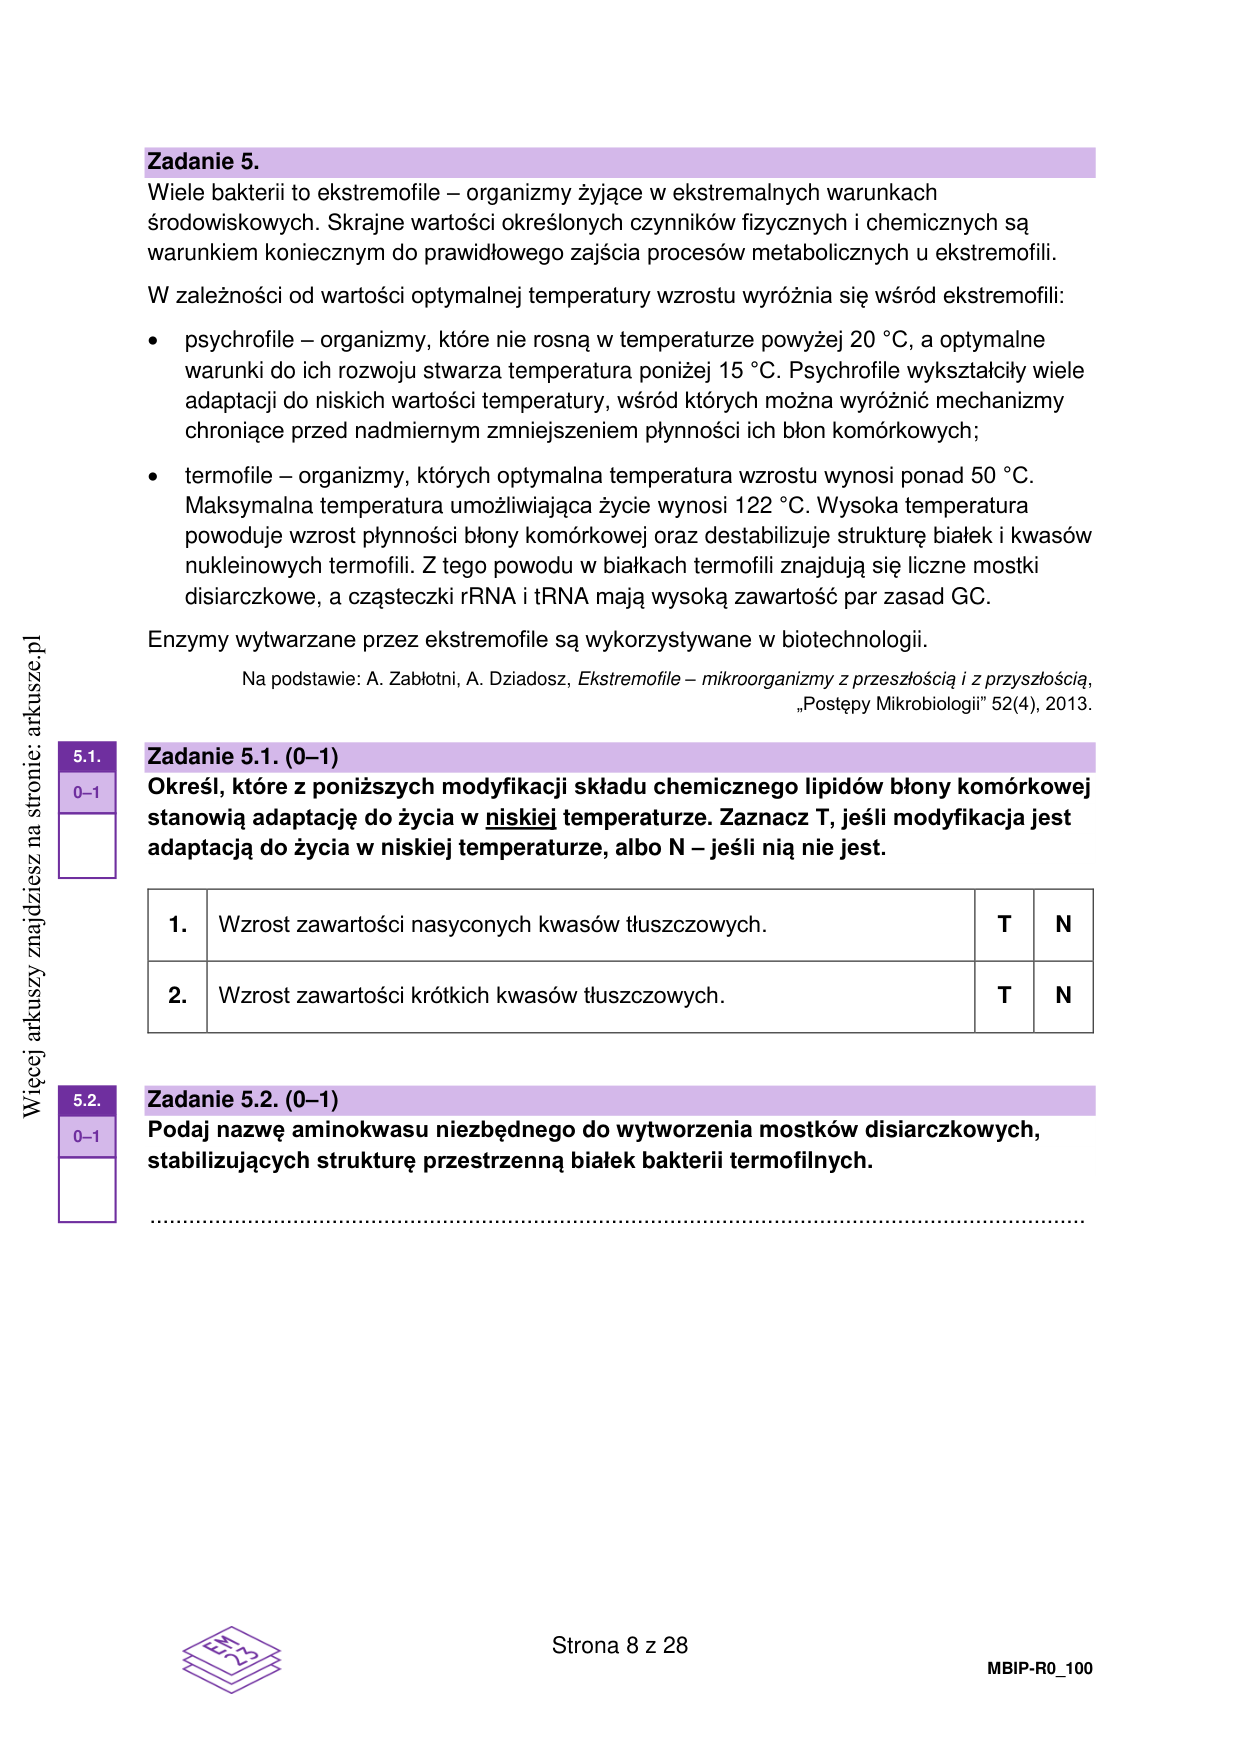 Zadanie 5.
Wiele bakterii to ekstremofile – organizmy żyjące w ekstremalnych warunkach
środowiskowych. Skrajne wartości określonych czynników fizycznych i chemicznych są
warunkiem koniecznym do prawidłowego zajścia procesów metabolicznych u ekstremofili.
W zależności od wartości optymalnej temperatury wzrostu wyróżnia się wśród ekstremofili:
• psychrofile – organizmy, które nie rosną w temperaturze powyżej 20 °C, a optymalne
warunki do ich rozwoju stwarza temperatura poniżej 15 °C. Psychrofile wykształciły wiele
adaptacji do niskich wartości temperatury, wśród których można wyróżnić mechanizmy
chroniące przed nadmiernym zmniejszeniem płynności ich błon komórkowych;
• termofile – organizmy, których optymalna temperatura wzrostu wynosi ponad 50 °C.
Maksymalna temperatura umożliwiająca życie wynosi 122 °C. Wysoka temperatura
powoduje wzrost płynności błony komórkowej oraz destabilizuje strukturę białek i kwasów
nukleinowych termofili. Z tego powodu w białkach termofili znajdują się liczne mostki
disiarczkowe, a cząsteczki rRNA i tRNA mają wysoką zawartość par zasad GC.
Enzymy wytwarzane przez ekstremofile są wykorzystywane w biotechnologii.
Na podstawie: A. Zabłotni, A. Dziadosz, Ekstremofile – mikroorganizmy z przeszłością i z przyszłością,
„Postępy Mikrobiologii” 52(4), 2013.
Więcej arkuszy znajdziesz na stronie: arkusze.pl
5.1.
0–1
Zadanie 5.1. (0–1)
Określ, które z poniższych modyfikacji składu chemicznego lipidów błony komórkowej
stanowią adaptację do życia w niskiej temperaturze. Zaznacz T, jeśli modyfikacja jest
adaptacją do życia w niskiej temperaturze, albo N – jeśli nią nie jest.
1. Wzrost zawartości nasyconych kwasów tłuszczowych. T N
2. Wzrost zawartości krótkich kwasów tłuszczowych. T N
5.2.
0–1
Zadanie 5.2. (0–1)
Podaj nazwę aminokwasu niezbędnego do wytworzenia mostków disiarczkowych,
stabilizujących strukturę przestrzenną białek bakterii termofilnych.
................................................................................................................................................
EM
23
Strona 8 z 28
MBIP-R0_100